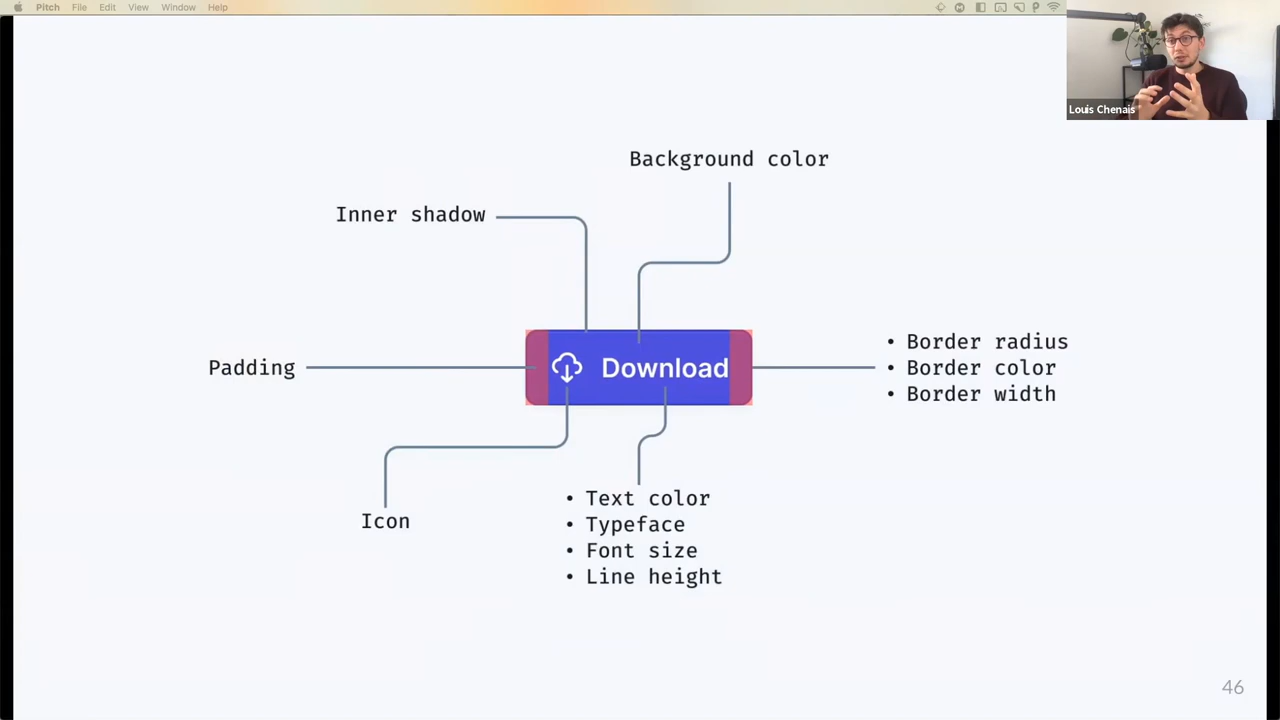 Pitch File Edit View Window Help
Louis Chenais
Background color
Inner shadow
• Border radius
Padding
Download
• Border color
• Border width
• Text color
Icon
• Typeface
• Font size
• Line height
46